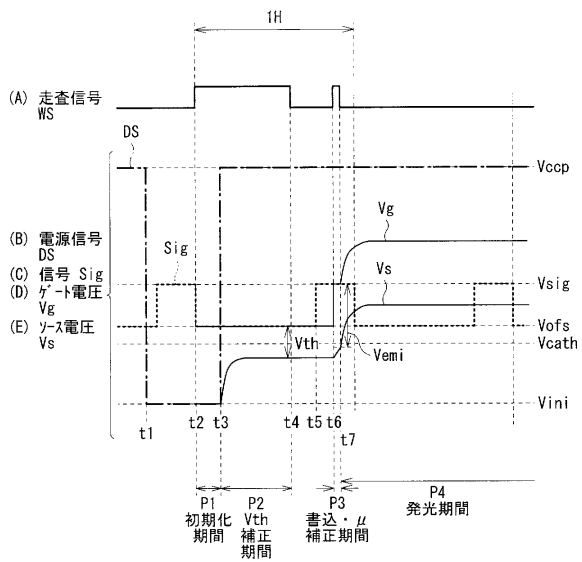 1H
(A) 走査信号
WS
DS
Vccp
(B) 電源信号
DS
Vg
Sig
(C) 信号 Sig
Vsig
(D) ｹﾞｰﾄ電圧
Vg
Vs
(E) ｿｰｽ電圧
Vs
Vofs
Vth
Vcath
Vemi
Vini
t1
t2
t3
t4
t5
t6
t7
P1
初期化
期間
P2
Vth
補正
期間
P3
書込・μ
補正期間
P4
発光期間